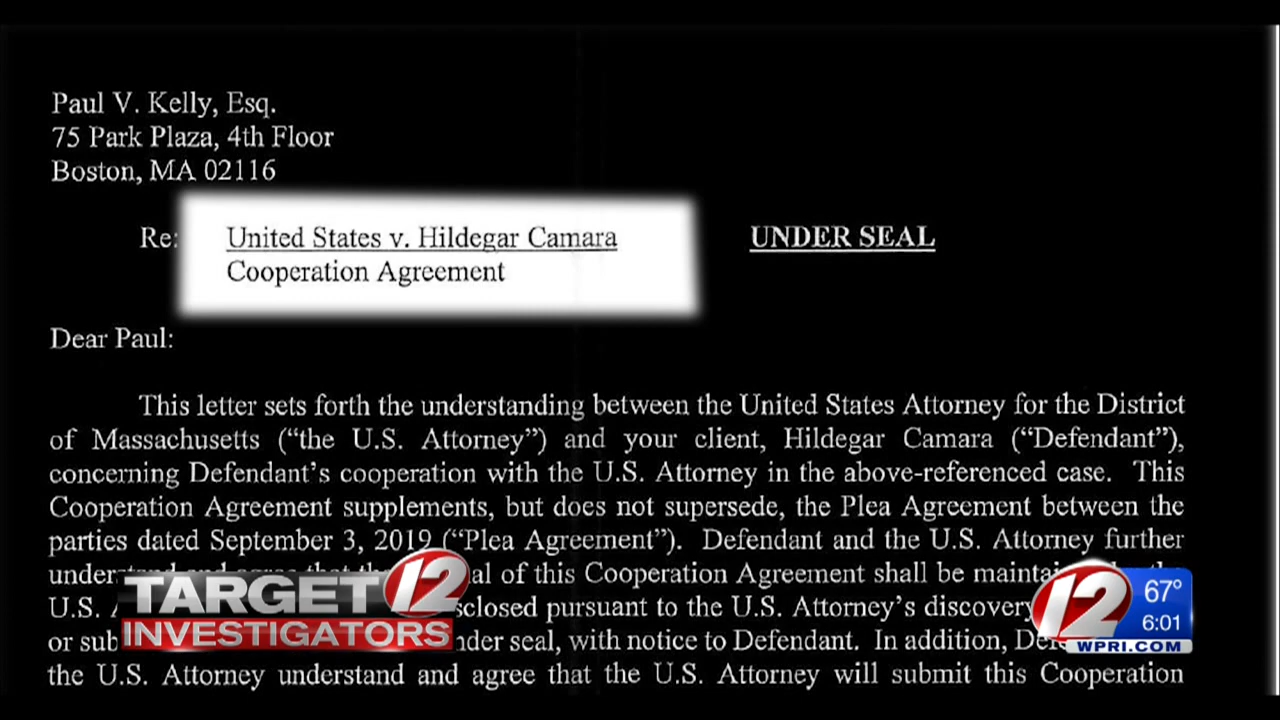 Paul V. Kelly, Esq.
75 Park Plaza, 4th Floor
Boston, MA 02116
Re: United States v. Hildegar Camara UNDER SEAL
Cooperation Agreement
Dear Paul:
This letter sets forth the understanding between the United States Attorney for the District
of Massachusetts (“the U.S. Attorney”) and your client, Hildegar Camara (“Defendant”),
concerning Defendant’s cooperation with the U.S. Attorney in the above-referenced case. This
Cooperation Agreement supplements, but does not supersede, the Plea Agreement between the
parties dated September 3, 2019 (“Plea Agreement”). Defendant and the U.S. Attorney further
of this Cooperation Agreement shall be
U.S. pursuant to the U.S. Attorney’s discovery
or seal, with notice to Defendant. In addition,
the U.S. Attorney understand and agree that the U.S. Attorney will submit this Cooperation
TARGET 12
INVESTIGATORS
12 67°
6:01
WPRI.COM